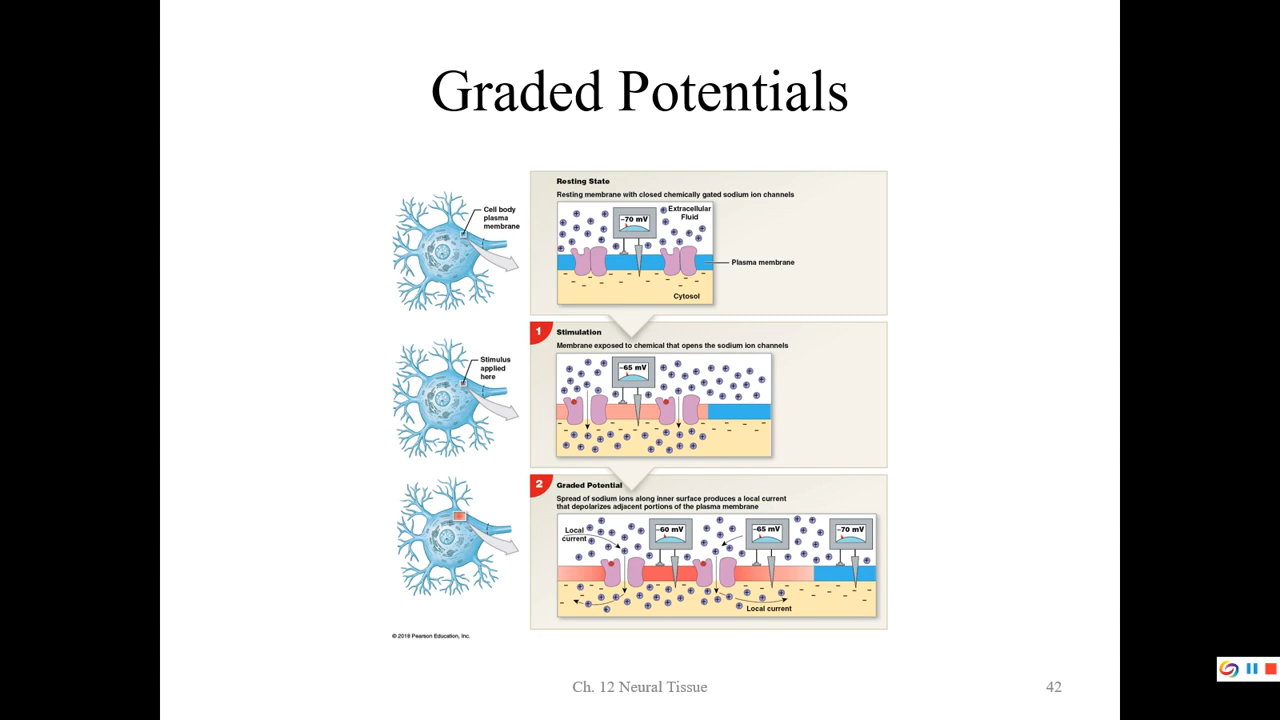 Graded Potentials
Resting State
Resting membrane with closed chemically gated sodium ion channels
Cell body
plasma
membrane
–70 mV
Extracellular
Fluid
Plasma membrane
Cytosol
1
Stimulation
Membrane exposed to chemical that opens the sodium ion channels
Stimulus
applied
here
–65 mV
2
Graded Potential
Spread of sodium ions along inner surface produces a local current
that depolarizes adjacent portions of the plasma membrane
Local
current
–60 mV
–65 mV
–70 mV
Local current
© 2018 Pearson Education, Inc.
Ch. 12 Neural Tissue
42